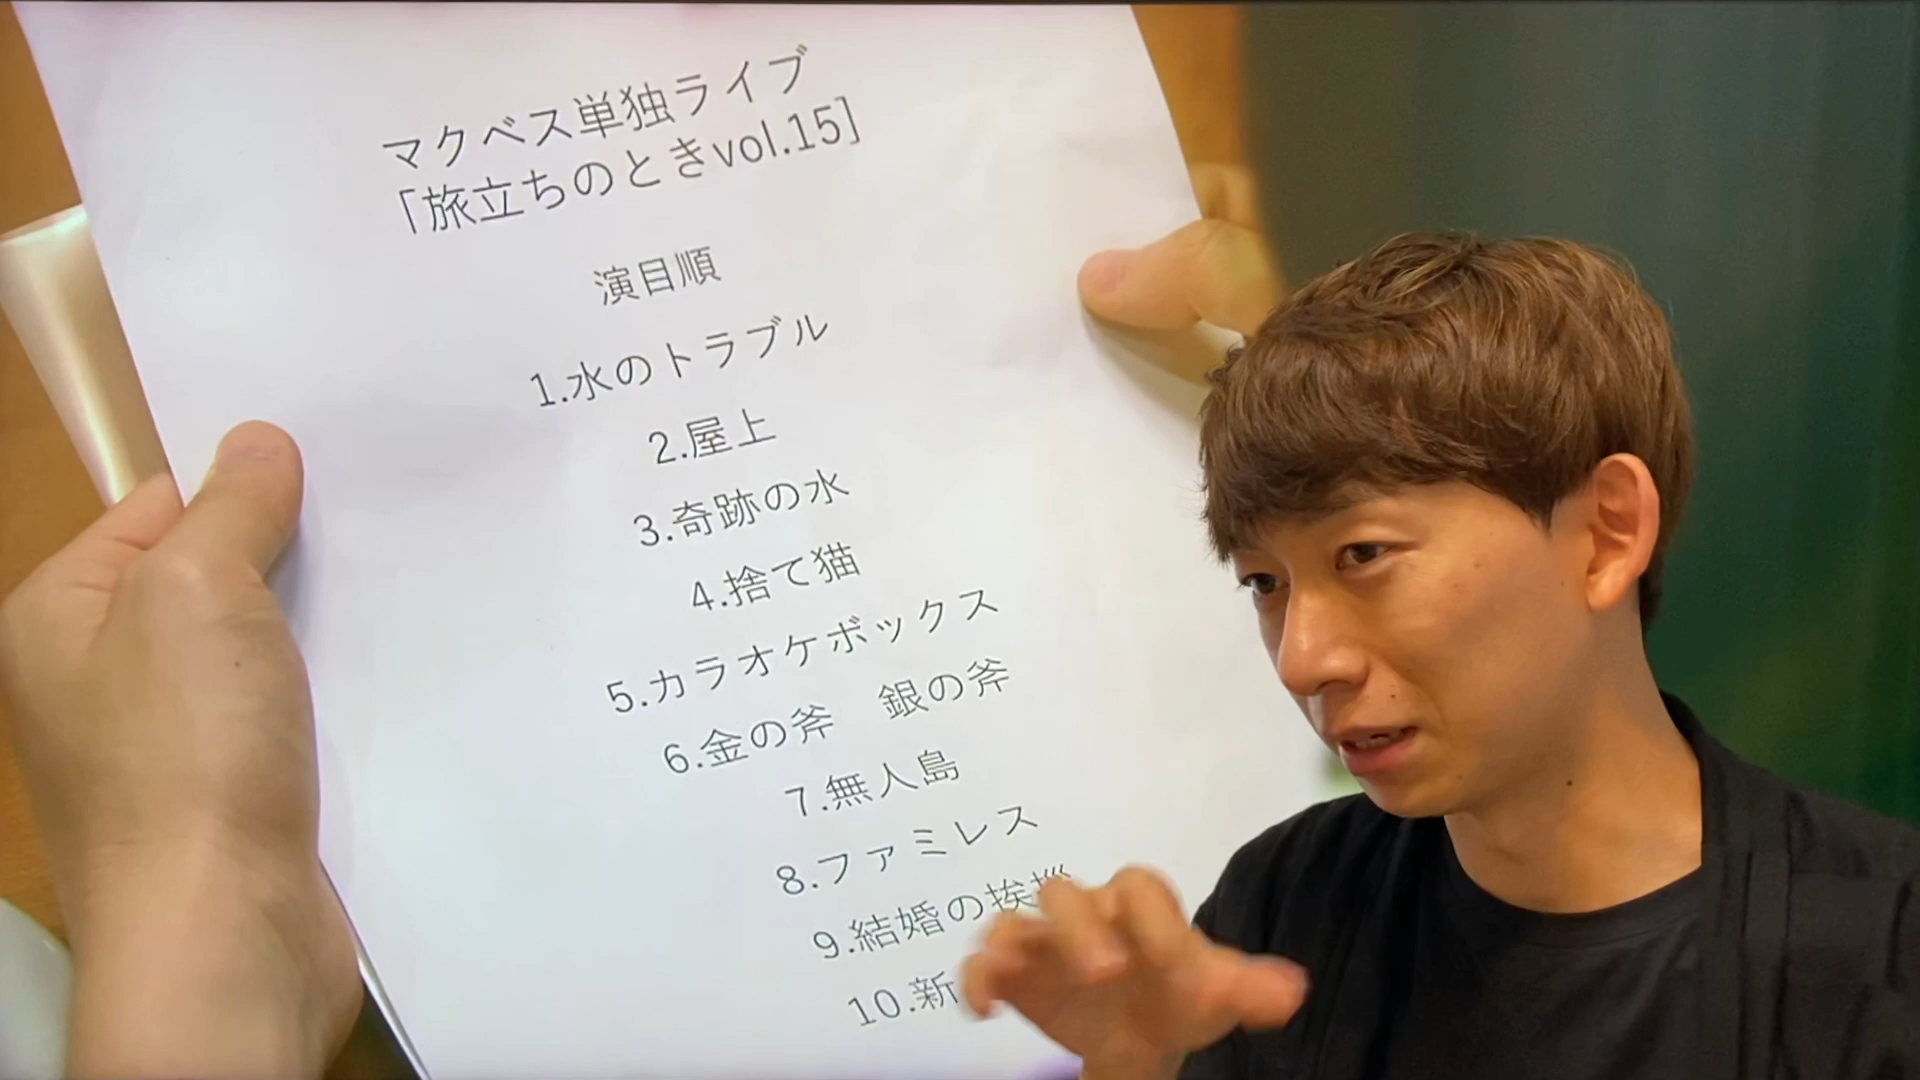 マクベス単独ライブ
「旅立ちのときvol.15]
演目順
1.水のトラブル
2.屋上
3.奇跡の水
4.捨て猫
5.カラオケボックス
6.金の斧　銀の斧
7.無人島
8.ファミレス
9.結婚の挨拶
10.新